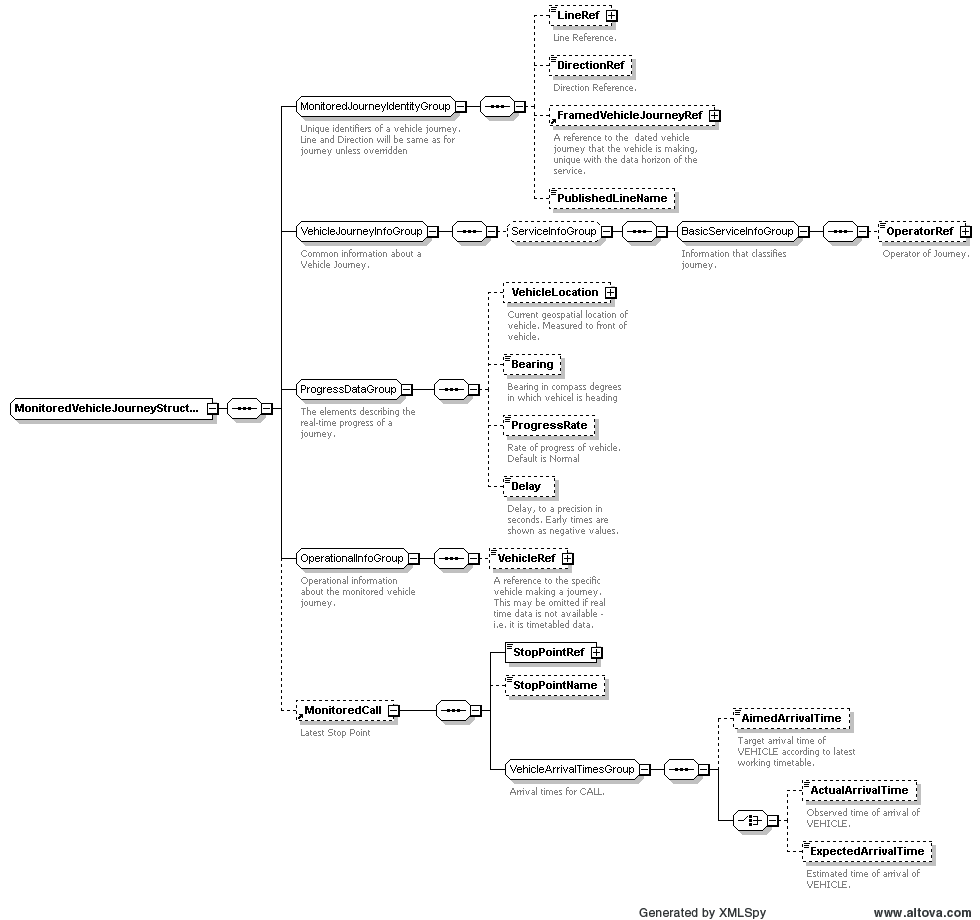 LineRef
Line Reference.
DirectionRef
Direction Reference.
MonitoredJourneyIdentityGroup
Unique identifiers of a vehicle journey.
Line and Direction will be same as for
journey unless overridden
FramedVehicleJourneyRef
A reference to the dated vehicle
journey that the vehicle is making,
unique with the data horizon of the
service.
PublishedLineName
VehicleJourneyInfoGroup
Common information about a
Vehicle Journey.
ServiceInfoGroup
BasicServiceInfoGroup
Information that classifies
journey.
OperatorRef
Operator of Journey.
VehicleLocation
Current geospatial location of
vehicle. Measured to front of
vehicle.
Bearing
Bearing in compass degrees
in which vehicel is heading
MonitoredVehicleJourneyStruct...
ProgressDataGroup
The elements describing the
real-time progress of a
journey.
ProgressRate
Rate of progress of vehicle.
Default is Normal
Delay
Delay, to a precision in
seconds. Early times are
shown as negative values.
OperationalInfoGroup
Operational information
about the monitored vehicle
journey.
VehicleRef
A reference to the specific
vehicle making a journey.
This may be omitted if real
time data is not available -
i.e. it is timetabled data.
StopPointRef
StopPointName
MonitoredCall
Latest Stop Point
VehicleArrivalTimesGroup
Arrival times for CALL.
AimedArrivalTime
Target arrival time of
VEHICLE according to latest
working timetable.
ActualArrivalTime
Observed time of arrival of
VEHICLE.
ExpectedArrivalTime
Estimated time of arrival of
VEHICLE.
Generated by XMLSpy
www.altova.com